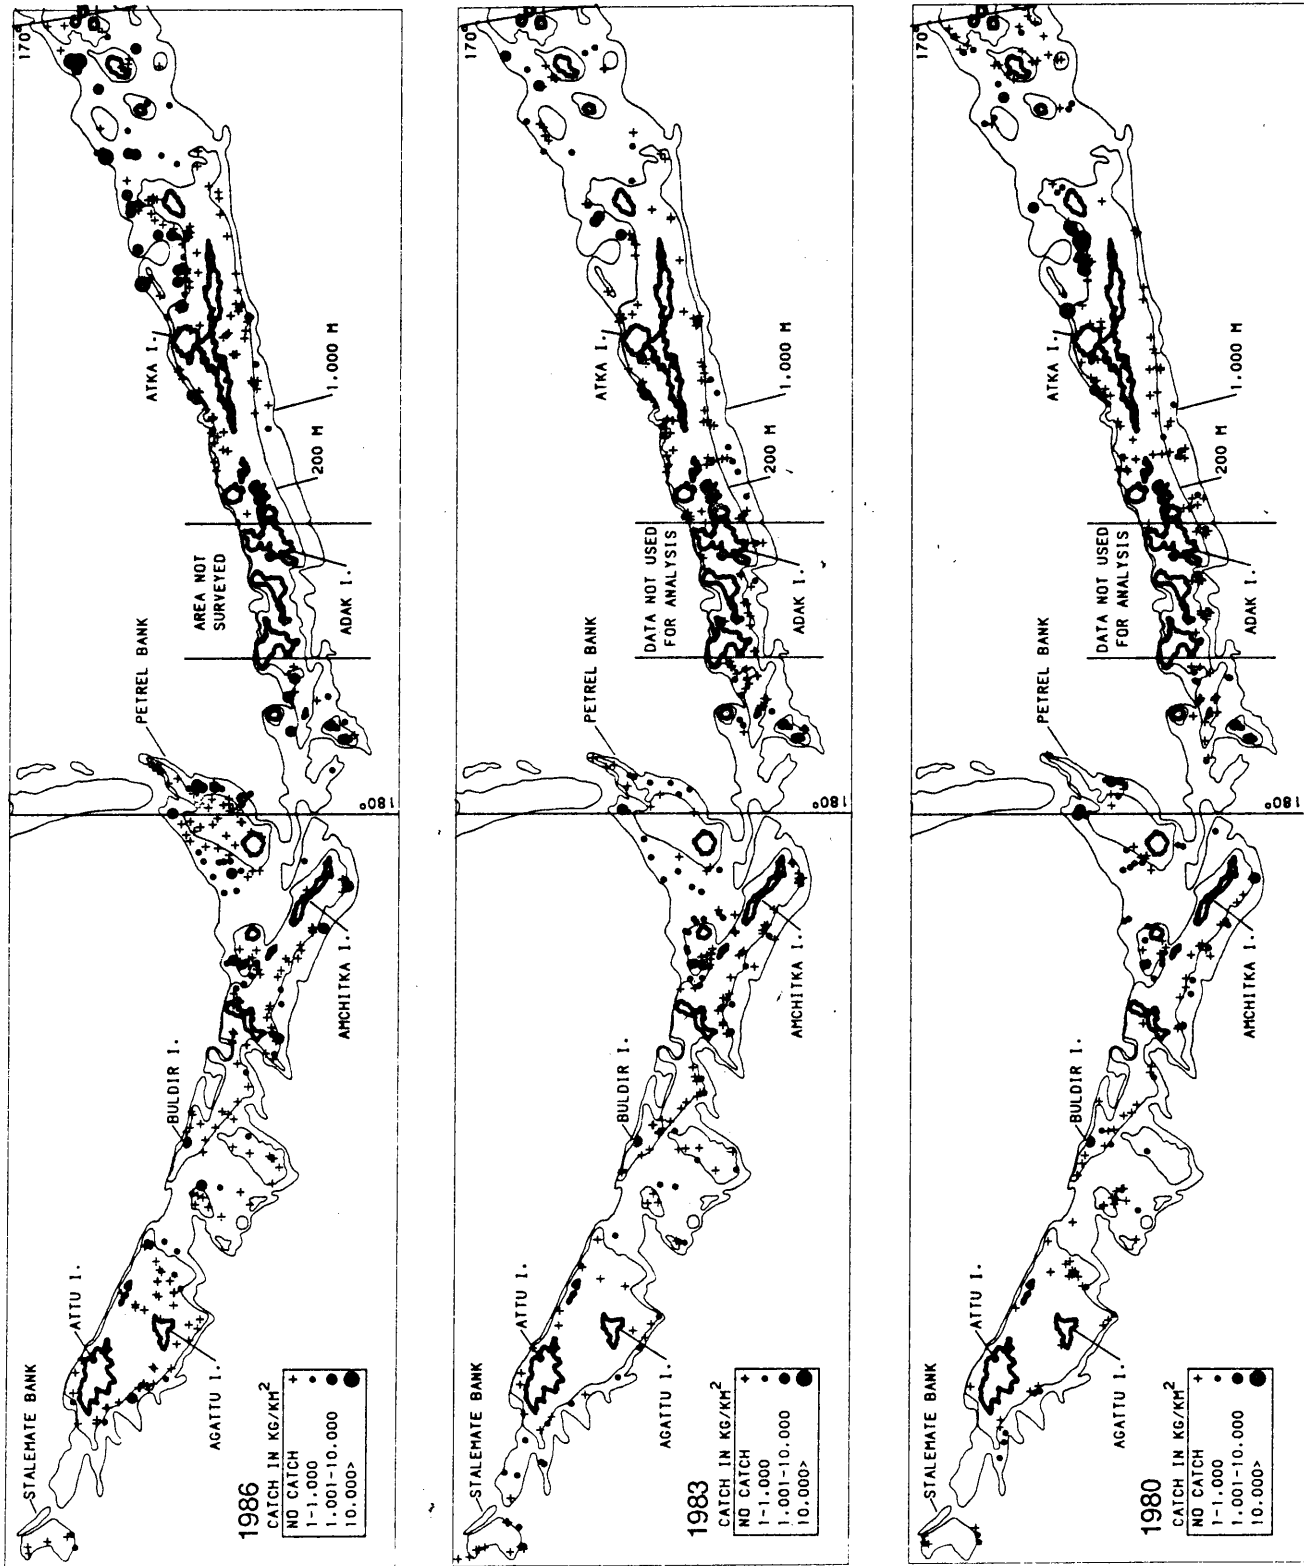 1986
CATCH IN KG/KM²
NO CATCH +
1-1.000
1.001-10.000
10.000>
STALEMATE BANK
ATTU I.
AGATTU I.
BULDIR I.
AMCHITKA I.
PETREL BANK
180°
AREA NOT
SURVEYED
ADAK I.
ATKA I.
200 M
1.000 M
170°
1983
CATCH IN KG/KM²
NO CATCH +
1-1.000
1.001-10.000
10.000>
STALEMATE BANK
ATTU I.
AGATTU I.
BULDIR I.
AMCHITKA I.
PETREL BANK
180°
DATA NOT USED
FOR ANALYSIS
ADAK I.
ATKA I.
200 M
1.000 M
170°
1980
CATCH IN KG/KM²
NO CATCH +
1-1.000
1.001-10.000
10.000>
STALEMATE BANK
ATTU I.
AGATTU I.
BULDIR I.
AMCHITKA I.
PETREL BANK
180°
DATA NOT USED
FOR ANALYSIS
ADAK I.
ATKA I.
200 M
1.000 M
170°